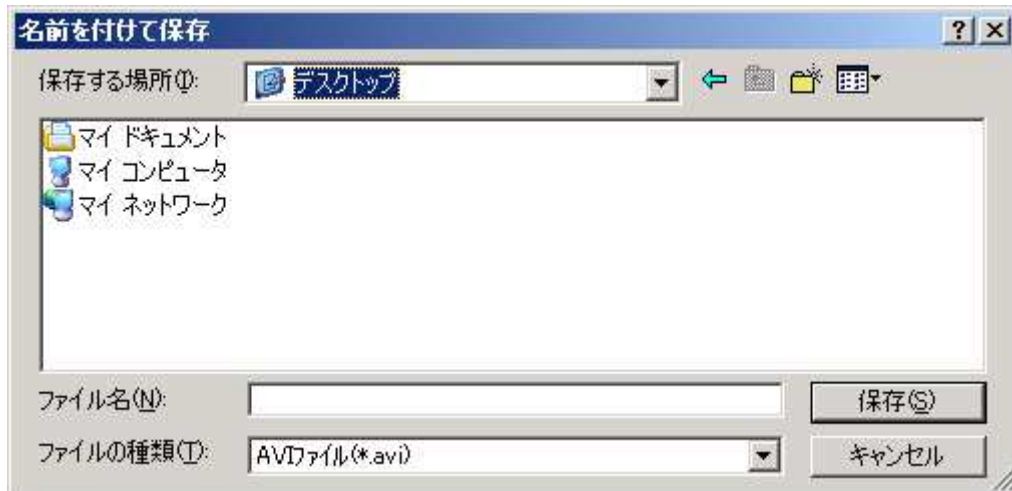 名前を付けて保存
保存する場所(I):
デスクトップ
マイ ドキュメント
マイ コンピュータ
マイ ネットワーク
ファイル名(N):
保存(S)
ファイルの種類(T):
AVIファイル(*.avi)
キャンセル